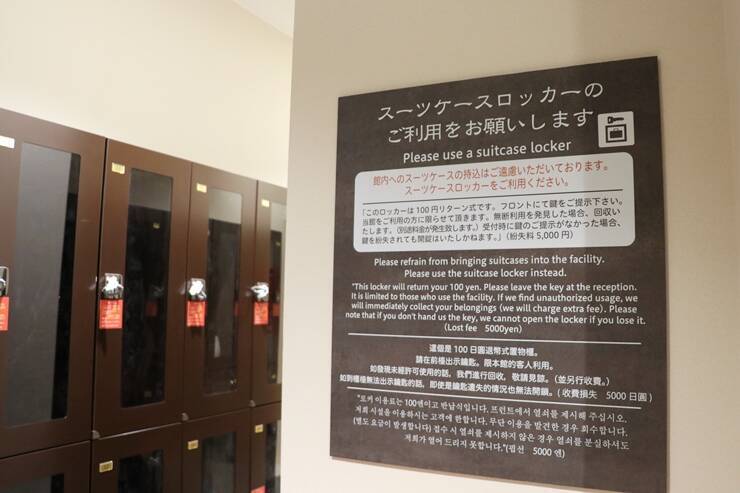 スーツケースロッカーの
ご利用をお願いします
Please use a suitcase locker
館内へのスーツケースの持込はご遠慮いただいております。
スーツケースロッカーをご利用ください。
「このロッカーは100円リターン式です。フロントにて鍵をご提示下さい。
当館をご利用の方に限らせて頂きます。無断利用を発見した場合、回収い
たします。(別途料金が発生致します。) 受付時に鍵のご提示がなかった場合、
鍵を紛失されても開錠はいたしかねます。」(紛失料 5,000円)
Please refrain from bringing suitcases into the facility.
Please use the suitcase locker instead.
"This locker will return your 100 yen. Please leave the key at the reception.
It is limited to those who use the facility. If we find unauthorized usage, we
will immediately collect your belongings (we will charge extra fee). Please
note that if you don't hand us the key, we cannot open the locker if you lose it.
(Lost fee 5000yen)
這個是 100 日圓退幣式置物櫃。
請在前檯出示鑰匙。限本館的客人利用。
如發現未經許可使用的話，我們進行回收，敬請見諒。（並另行收費。）
如到櫃檯無法出示鑰匙的話，即使是鑰匙遺失的情況也無法開鎖。（ 收費損失 5000 日圓 ）
"로커 이용료는 100엔이고 반납식입니다. 프런트에서 열쇠를 제시해 주십시오.
저희 시설을 이용하시는 고객에 한합니다. 무단 이용을 발견한 경우 회수합니다.
(별도 요금이 발생합니다) 접수 시 열쇠를 제시하지 않은 경우 열쇠를 분실하셔도
저희가 열어 드리지 못합니다."(펩션 5000 엔)